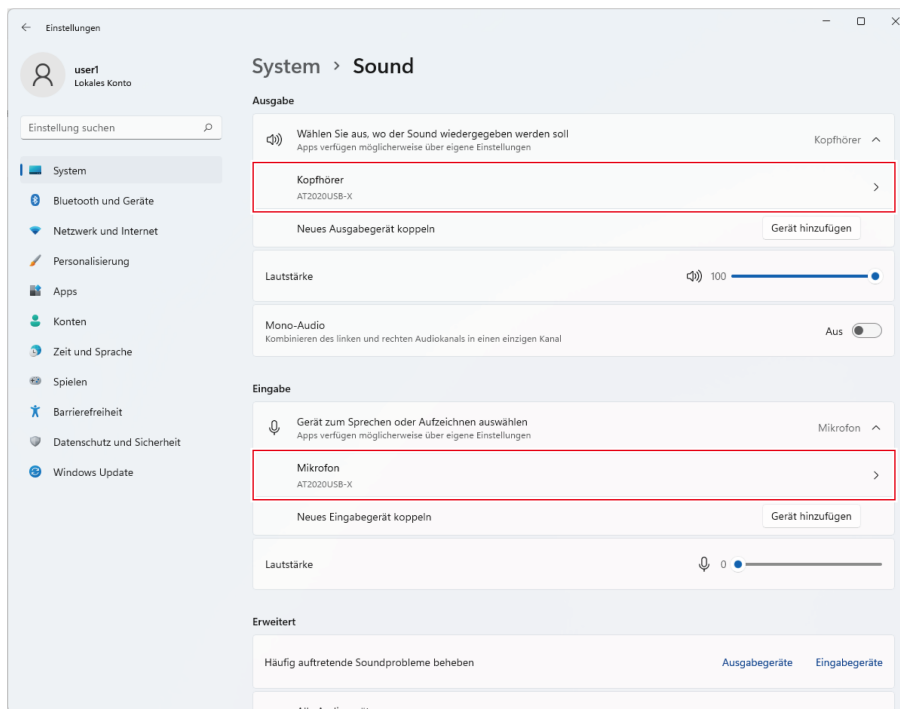 Einstellungen
user1
Lokales Konto
Einstellung suchen
System
Bluetooth und Geräte
Netzwerk und Internet
Personalisierung
Apps
Konten
Zeit und Sprache
Spielen
Barrierefreiheit
Datenschutz und Sicherheit
Windows Update
System > Sound
Ausgabe
Wählen Sie aus, wo der Sound wiedergegeben werden soll
Apps verfügen möglicherweise über eigene Einstellungen
Kopfhörer
Kopfhörer
AT2020USB-X
Neues Ausgabegerät koppeln
Gerät hinzufügen
Lautstärke
100
Mono-Audio
Kombinieren des linken und rechten Audiokanals in einen einzigen Kanal
Aus
Eingabe
Gerät zum Sprechen oder Aufzeichnen auswählen
Apps verfügen möglicherweise über eigene Einstellungen
Mikrofon
Mikrofon
AT2020USB-X
Neues Eingabegerät koppeln
Gerät hinzufügen
Lautstärke
0
Erweitert
Häufig auftretende Soundprobleme beheben
Ausgabegeräte
Eingabegeräte